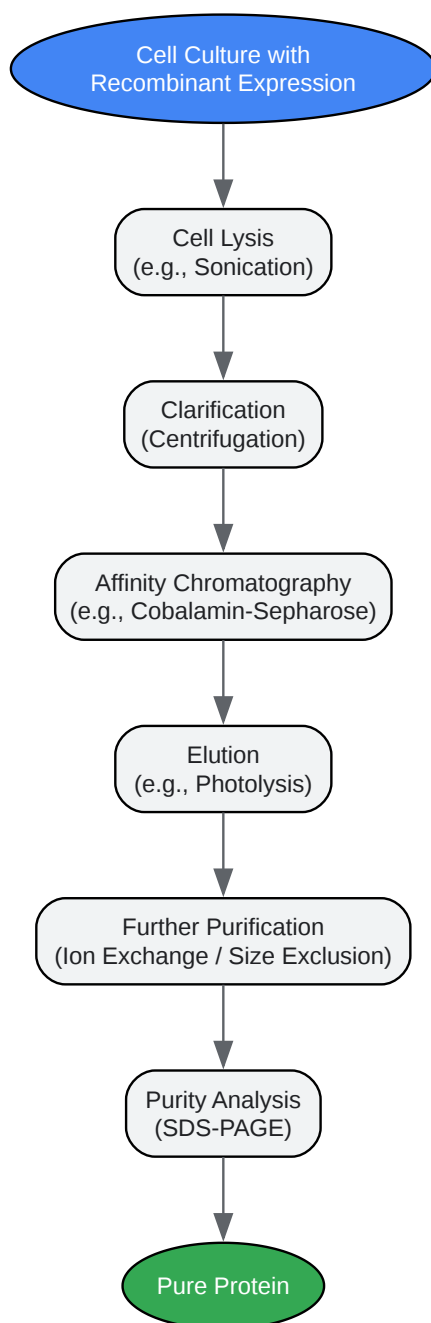 Cell Culture with
Recombinant Expression
Cell Lysis
(e.g., Sonication)
Clarification
(Centrifugation)
Affinity Chromatography
(e.g., Cobalamin-Sepharose)
Elution
(e.g., Photolysis)
Further Purification
(Ion Exchange / Size Exclusion)
Purity Analysis
(SDS-PAGE)
Pure Protein